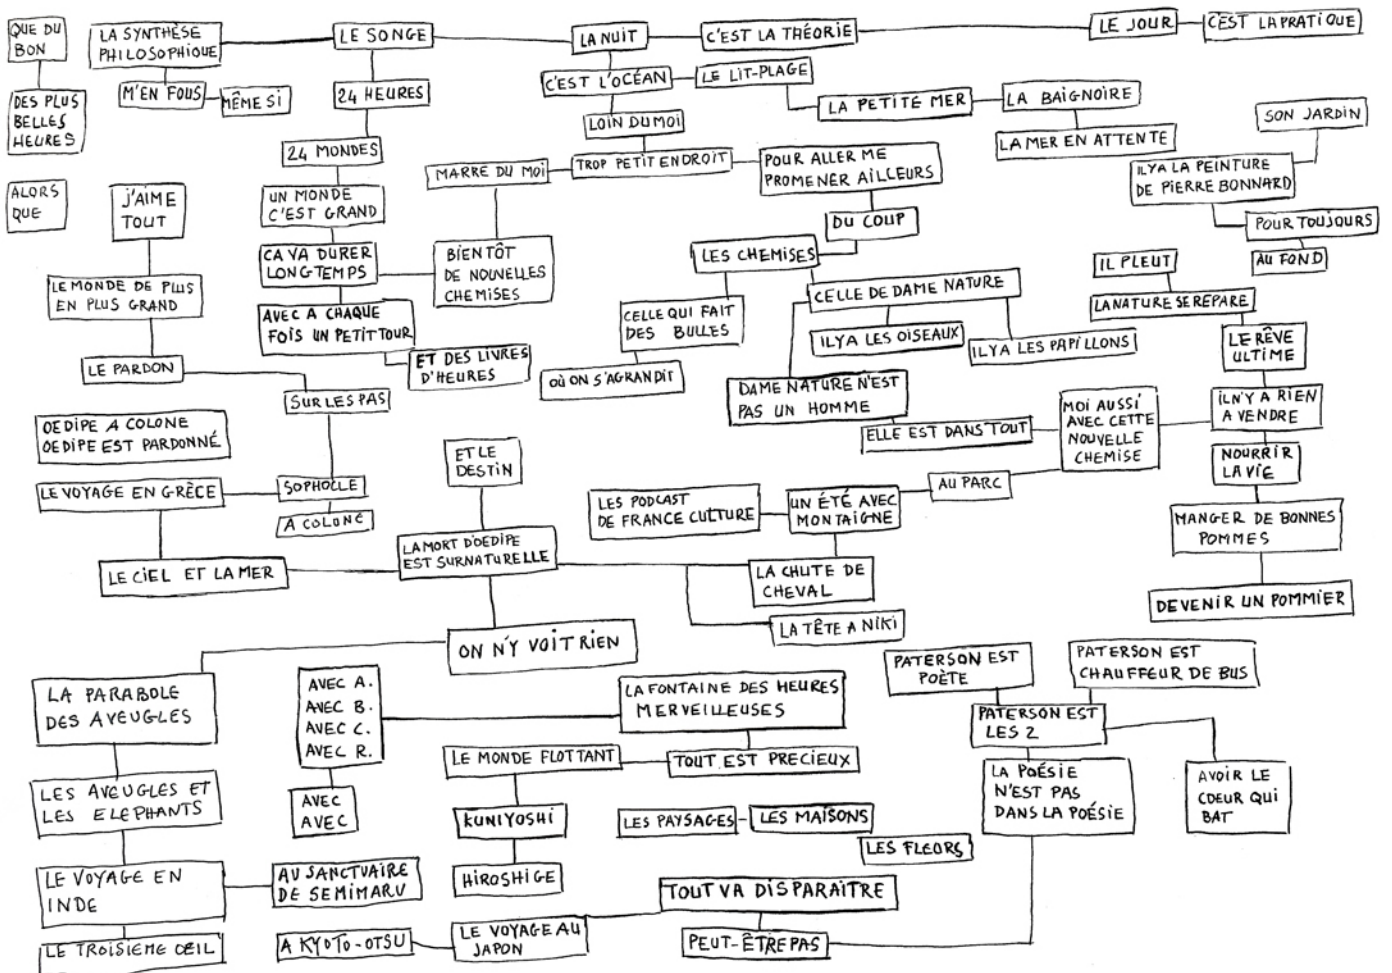 QUE DU
BON
DES PLUS
BELLES
HEURES
ALORS
QUE
LA SYNTHÈSE
PHILOSOPHIQUE
M'EN FOUS
MÊME SI
LE SONGE
24 HEURES
24 MONDES
UN MONDE
C'EST GRAND
CA VA DURER
LONGTEMPS
AVEC A CHAQUE
FOIS UN PETIT TOUR
ET DES LIVRES
D'HEURES
LA NUIT
C'EST LA THÉORIE
LE JOUR
C'EST LA PRATIQUE
C'EST L'OCÉAN
LE LIT-PLAGE
LA PETITE MER
LA BAIGNOIRE
LA MER EN ATTENTE
LOIN DU MOI
TROP PETIT ENDROIT
MARRE DU MOI
BIENTÔT
DE NOUVELLES
CHEMISES
POUR ALLER ME
PROMENER AILLEURS
DU COUP
LES CHEMISES
CELLE QUI FAIT
DES BULLES
OÙ ON S'AGRANDIT
CELLE DE DAME NATURE
IL Y A LES OISEAUX
IL Y A LES PAPILLONS
DAME NATURE N'EST
PAS UN HOMME
ELLE EST DANS TOUT
SON JARDIN
IL Y A LA PEINTURE
DE PIERRE BONNARD
POUR TOUJOURS
AU FOND
IL PLEUT
LA NATURE SE REPARE
LE RÊVE
ULTIME
IL N'Y A RIEN
A VENDRE
NOURRIR
LA VIE
MANGER DE BONNES
POMMES
DEVENIR UN POMMIER
MOI AUSSI
AVEC CETTE
NOUVELLE
CHEMISE
AU PARC
UN ÉTÉ AVEC
MONTAIGNE
LES PODCAST
DE FRANCE CULTURE
LA CHUTE DE
CHEVAL
LA TÊTE A NIKI
J'AIME
TOUT
LE MONDE DE PLUS
EN PLUS GRAND
LE PARDON
SUR LES PAS
OEDIPE A COLONE
OEDIPE EST PARDONNÉ
SOPHOCLE
A COLONE
LE VOYAGE EN GRÈCE
LE CIEL ET LA MER
ET LE
DESTIN
LA MORT D'OEDIPE
EST SURNATURELLE
ON N'Y VOIT RIEN
LA PARABOLE
DES AVEUGLES
LES AVEUGLES ET
LES ELEPHANTS
LE VOYAGE EN
INDE
LE TROISIEME OEIL
AU SANCTUAIRE
DE SEMIMARU
AVEC A.
AVEC B.
AVEC C.
AVEC R.
AVEC
AVEC
LA FONTAINE DES HEURES
MERVEILLEUSES
TOUT EST PRECIEUX
LE MONDE FLOTTANT
KUNIYOSHI
HIROSHIGE
LES PAYSAGES
LES MAISONS
LES FLEURS
TOUT VA DISPARAITRE
PEUT-ÊTRE PAS
LE VOYAGE AU
JAPON
A KYOTO-OTSU
PATERSON EST
POÈTE
PATERSON EST
CHAUFFEUR DE BUS
PATERSON EST
LES 2
LA POÉSIE
N'EST PAS
DANS LA POÉSIE
AVOIR LE
COEUR QUI
BAT